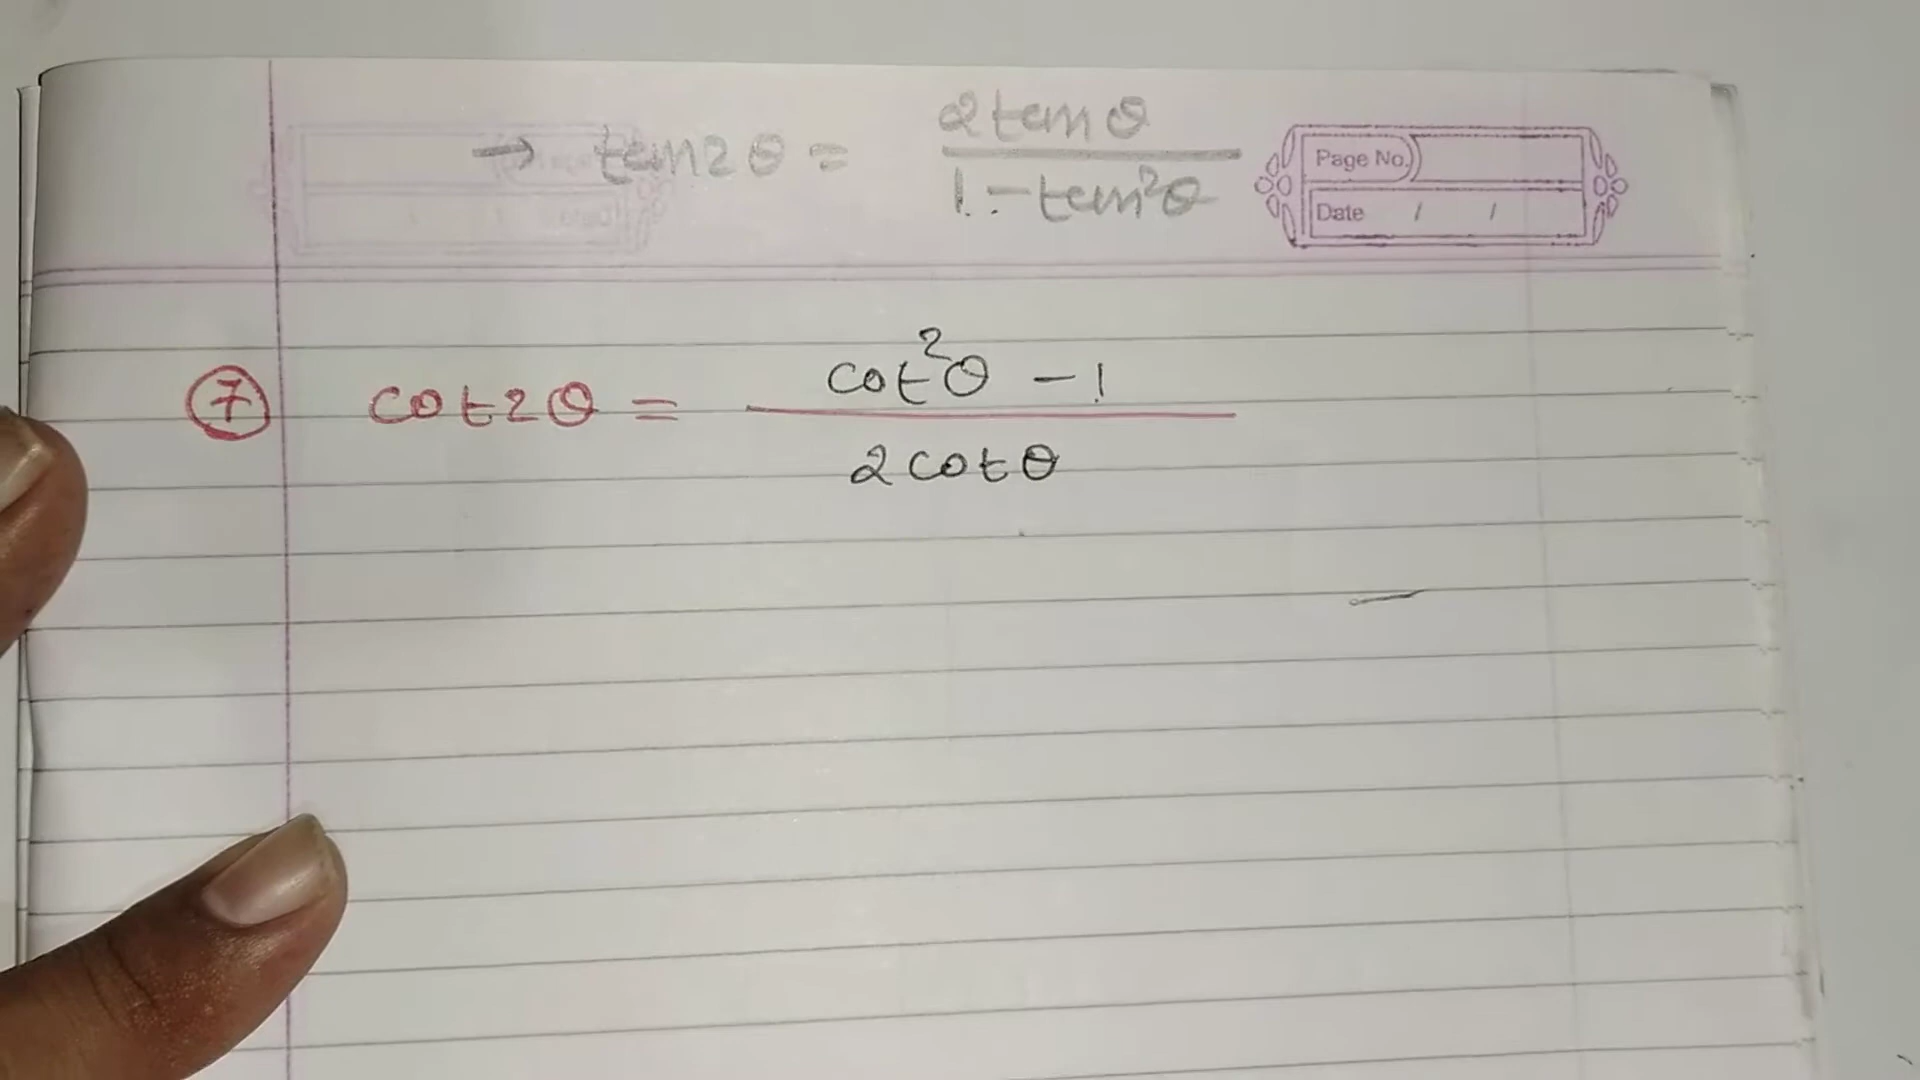 → tan2θ = 2tanθ / 1-tan²θ
Page No.
Date / /
⑦ cot2θ = cot²θ - 1 / 2cotθ